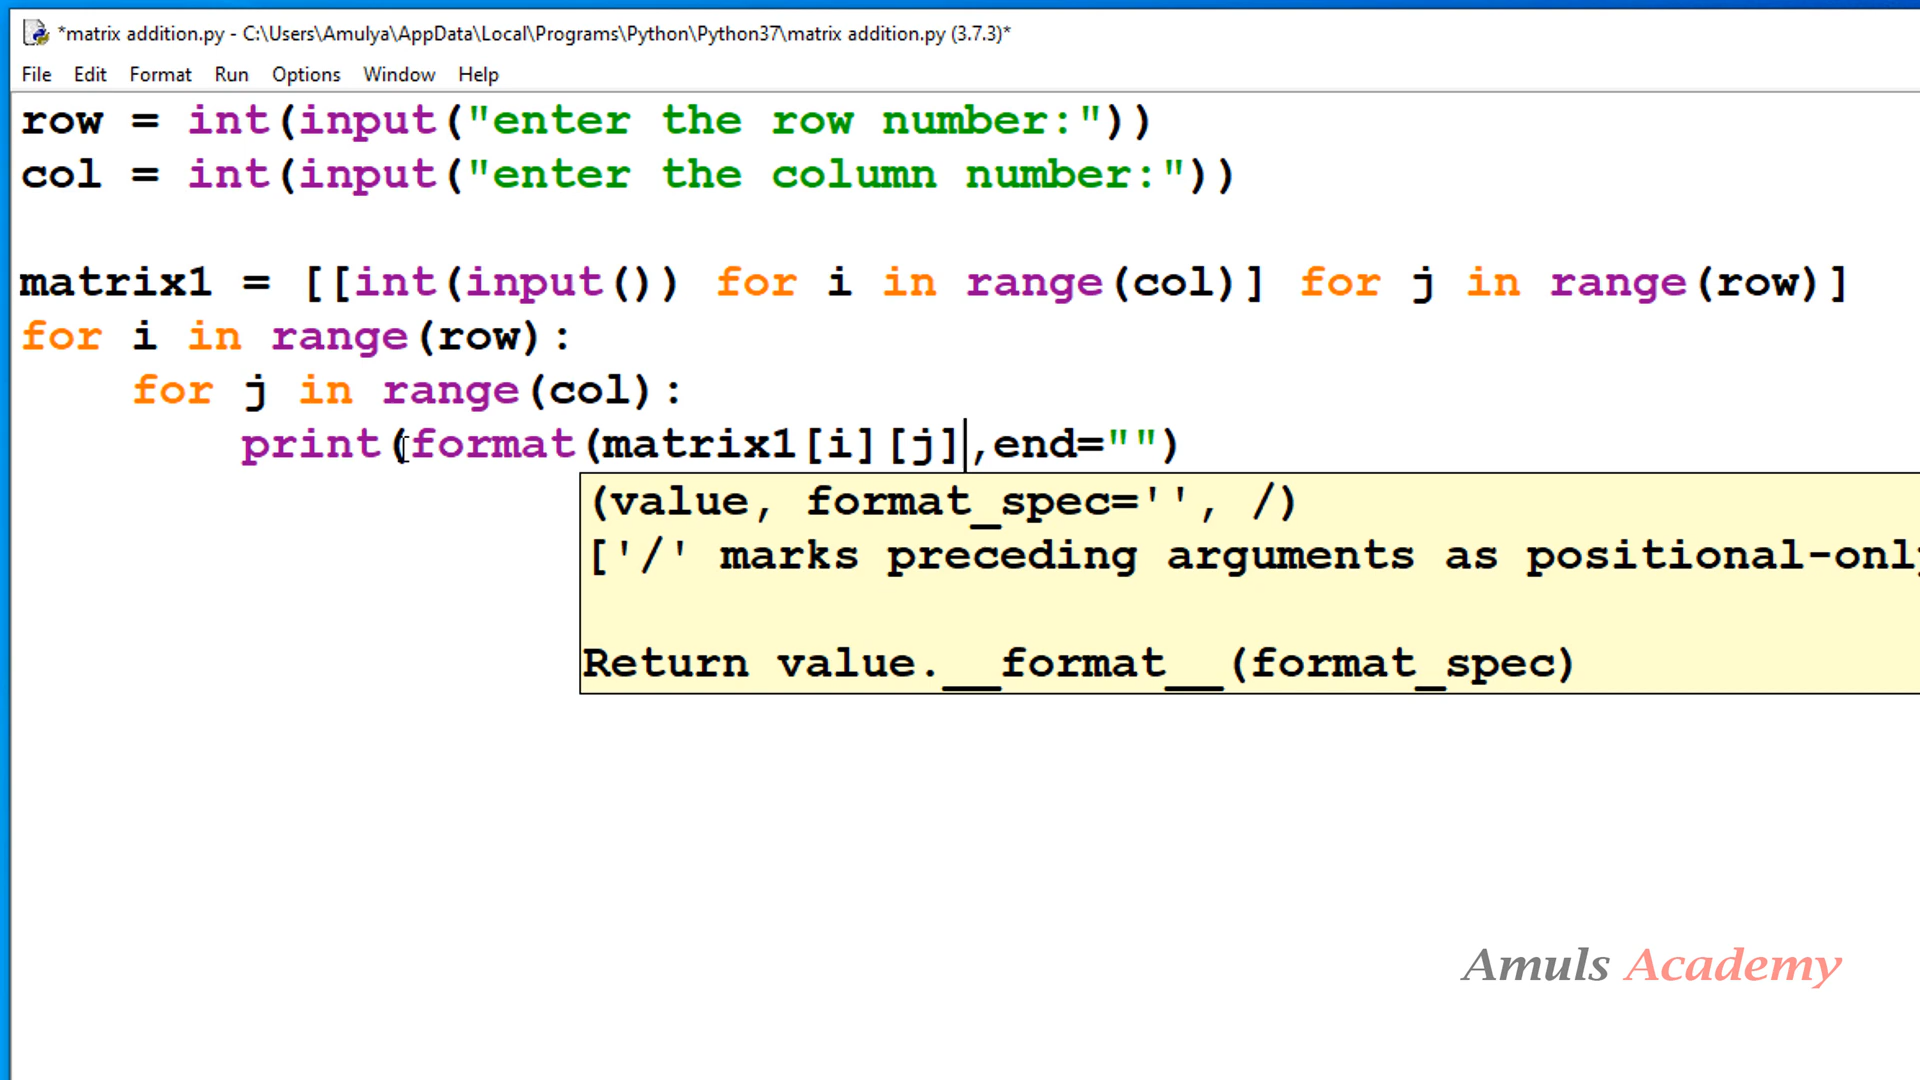 *matrix addition.py - C:\Users\Amulya\AppData\Local\Programs\Python\Python37\matrix addition.py (3.7.3)*
File Edit Format Run Options Window Help
row = int(input("enter the row number:"))
col = int(input("enter the column number:"))
matrix1 = [[int(input()) for i in range(col)] for j in range(row)]
for i in range(row):
    for j in range(col):
        print(format(matrix1[i][j],end="")
(value, format_spec='', /)
['/' marks preceding arguments as positional-only
Return value.__format__(format_spec)
Amuls Academy